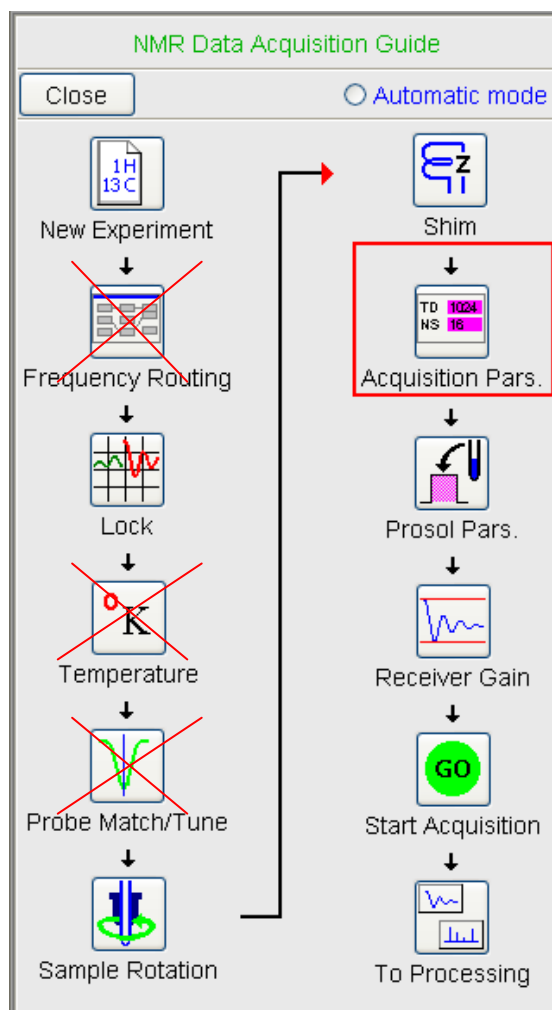 NMR Data Acquisition Guide
Close
Automatic mode
1H
13C
New Experiment
Frequency Routing
Lock
°K
Temperature
Probe Match/Tune
Sample Rotation
Z
Shim
TD 1024
NS 16
Acquisition Pars.
Prosol Pars.
Receiver Gain
GO
Start Acquisition
To Processing